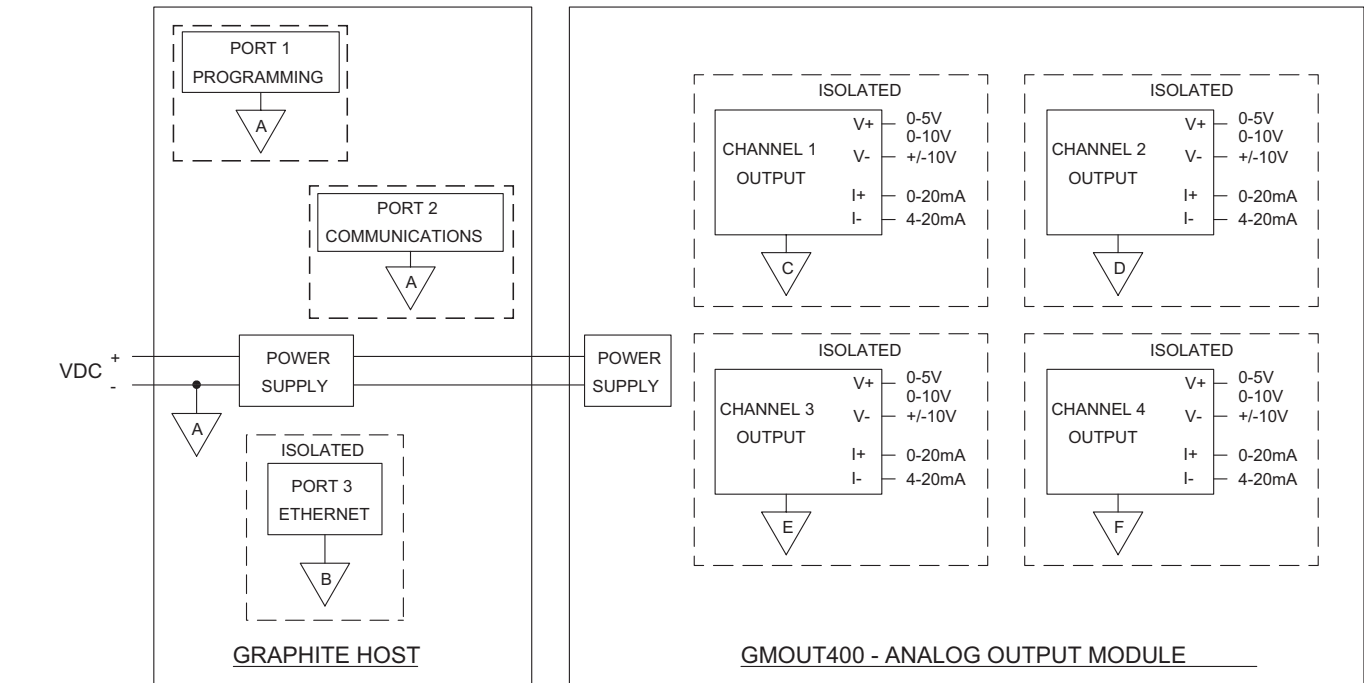 PORT 1
PROGRAMMING
A
PORT 2
COMMUNICATIONS
A
VDC
+
-
POWER
SUPPLY
A
ISOLATED
PORT 3
ETHERNET
B
GRAPHITE HOST
POWER
SUPPLY
ISOLATED
CHANNEL 1
OUTPUT
V+
V-
I+
I-
0-5V
0-10V
+/-10V
0-20mA
4-20mA
C
ISOLATED
CHANNEL 2
OUTPUT
V+
V-
I+
I-
0-5V
0-10V
+/-10V
0-20mA
4-20mA
D
ISOLATED
CHANNEL 3
OUTPUT
V+
V-
I+
I-
0-5V
0-10V
+/-10V
0-20mA
4-20mA
E
ISOLATED
CHANNEL 4
OUTPUT
V+
V-
I+
I-
0-5V
0-10V
+/-10V
0-20mA
4-20mA
F
GMOUT400 - ANALOG OUTPUT MODULE